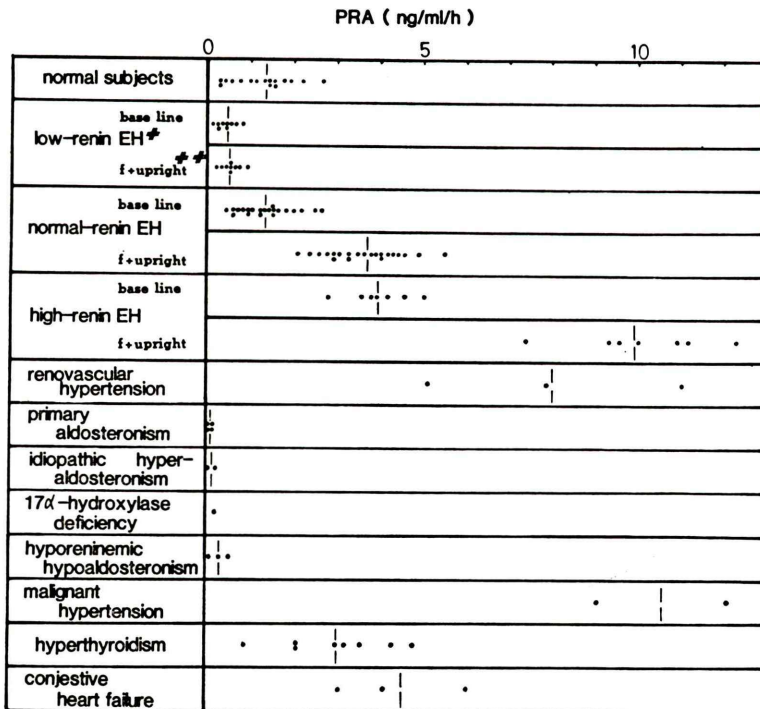 PRA ( ng/ml/h )
0 5 10
normal subjects
base line
low-renin EH #
# #
f+upright
base line
normal-renin EH
f+upright
base line
high-renin EH
f+upright
renovascular
hypertension
primary
aldosteronism
idiopathic hyper-
aldosteronism
17α-hydroxylase
deficiency
hyporeninemic
hypoaldosteronism
malignant
hypertension
hyperthyroidism
conjestive
heart failure